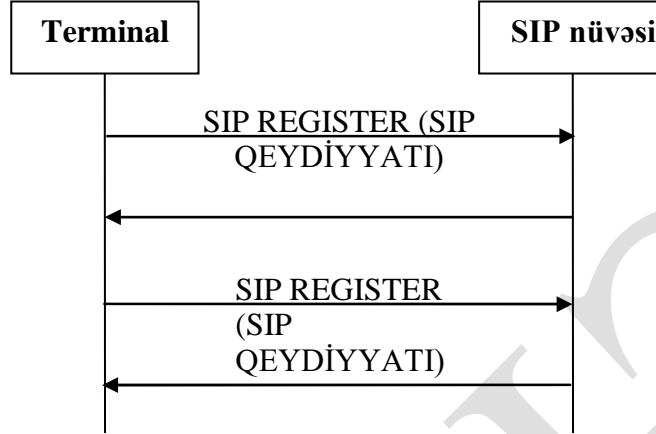 Terminal
SIP nüvəsi
SIP REGISTER (SIP
QEYDİYYATI)
SIP REGISTER
(SIP
QEYDİYYATI)